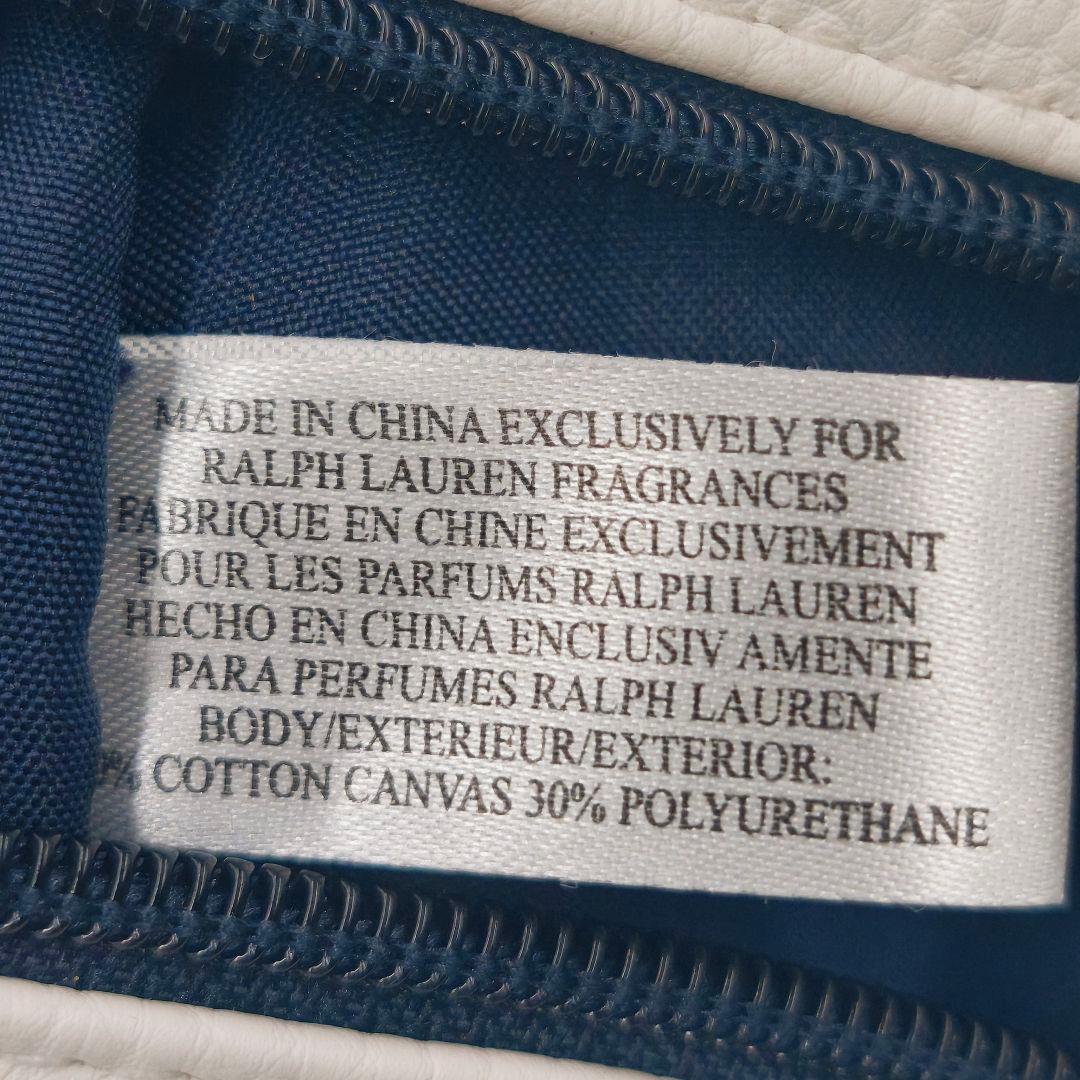 MADE IN CHINA EXCLUSIVELY FOR
RALPH LAUREN FRAGRANCES
FABRIQUE EN CHINE EXCLUSIVEMENT
POUR LES PARFUMS RALPH LAUREN
HECHO EN CHINA ENCLUSIV AMENTE
PARA PERFUMES RALPH LAUREN
BODY/EXTERIEUR/EXTERIOR:
% COTTON CANVAS 30% POLYURETHANE